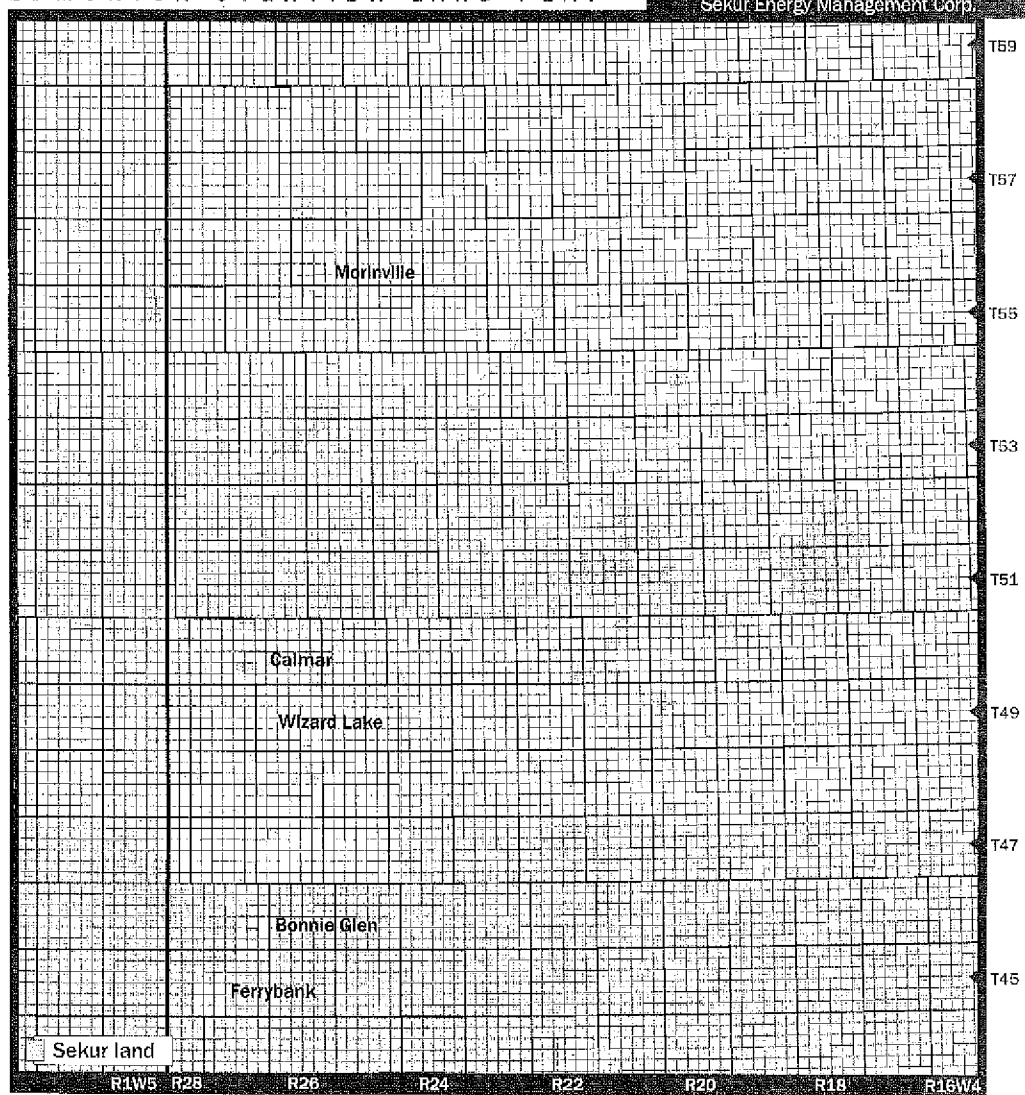 Sekur Energy Management Corp.
T59
T57
Morinville
T55
T53
T51
Calmar
Wizard Lake
T49
T47
Bonnie Glen
Ferrybank
T45
Sekur land
R1W5 R28 R26 R24 R22 R20 R18 R16W4